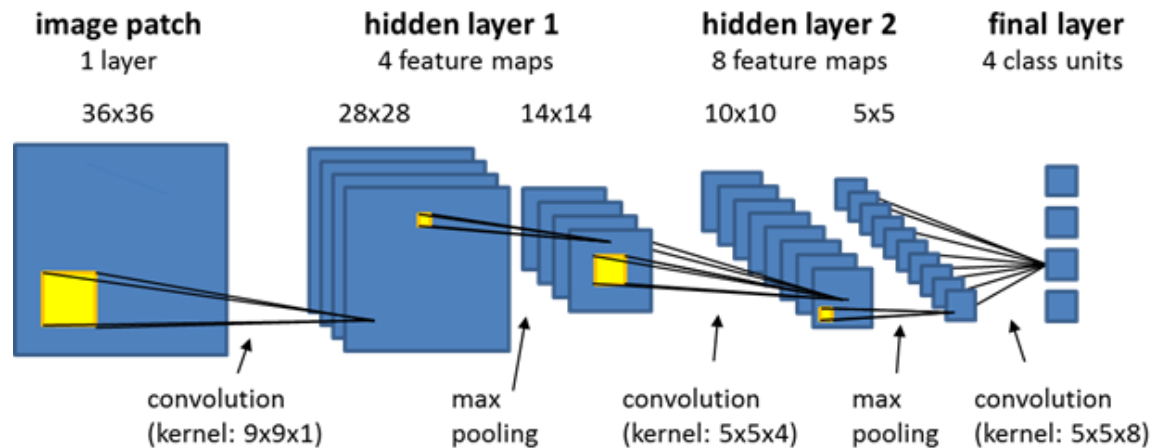 image patch
1 layer
36x36
hidden layer 1
4 feature maps
28x28
14x14
hidden layer 2
8 feature maps
10x10
5x5
final layer
4 class units
convolution
(kernel: 9x9x1)
max
pooling
convolution
(kernel: 5x5x4)
max
pooling
convolution
(kernel: 5x5x8)